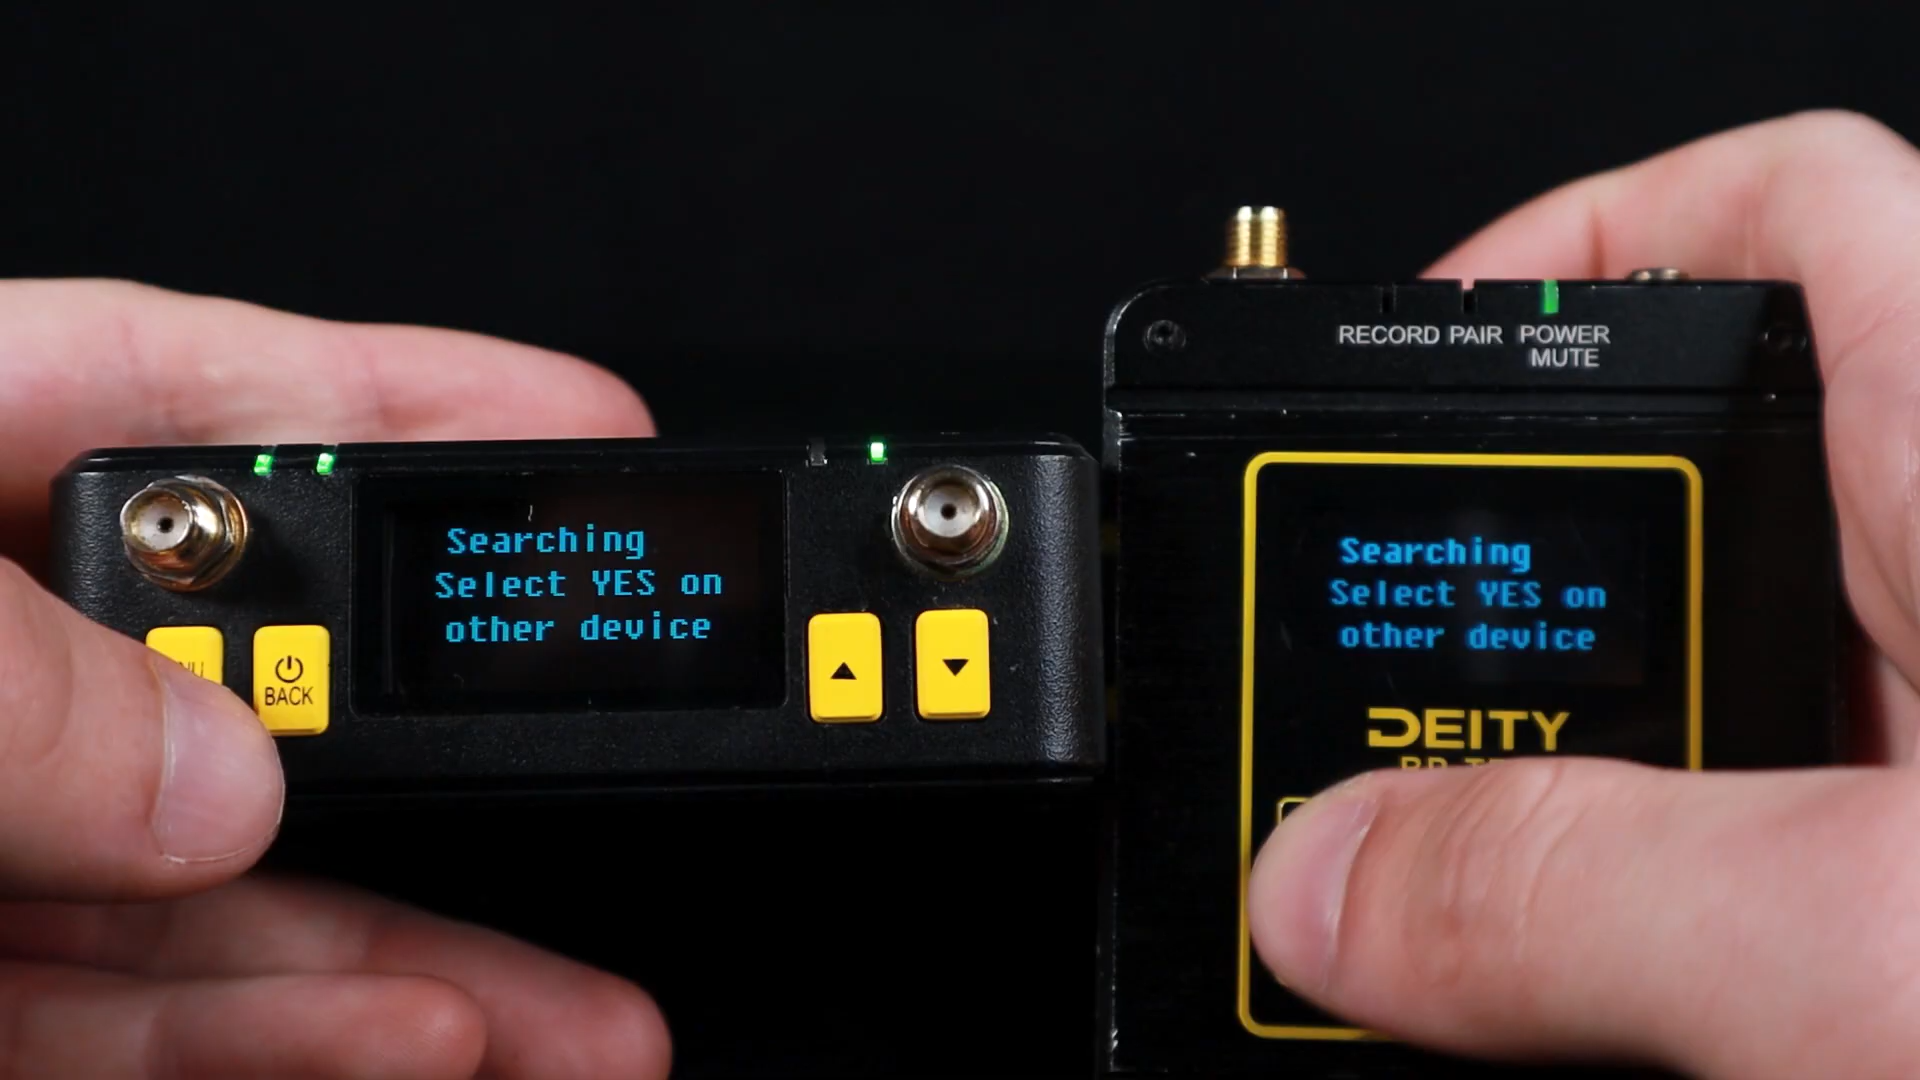 Searching
Select YES on
other device
BACK
RECORD PAIR POWER
MUTE
Searching
Select YES on
other device
DEITY